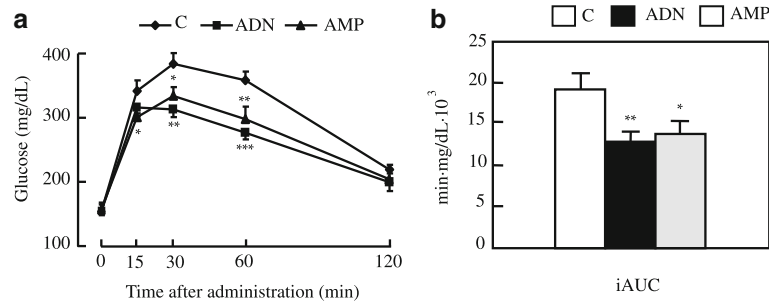 a
C ADN AMP
Glucose (mg/dL)
400
300
200
100
*
*
**
**
***
0 15 30 60 120
Time after administration (min)
b
C ADN AMP
min·mg/dL·10³
25
20
15
10
5
0
**
*
iAUC